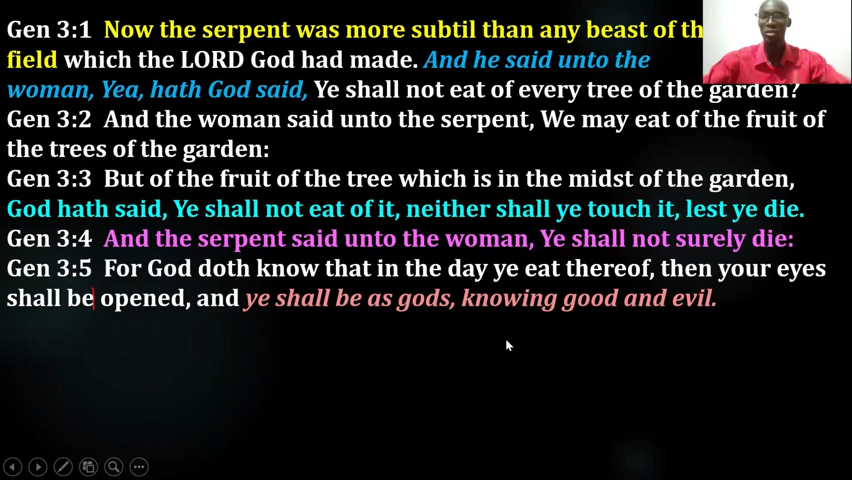 Gen 3:1 Now the serpent was more subtil than any beast of
field which the LORD God had made. And he said unto the
woman, Yea, hath God said, Ye shall not eat of every tree of the garden?
Gen 3:2 And the woman said unto the serpent, We may eat of the fruit of
the trees of the garden:
Gen 3:3 But of the fruit of the tree which is in the midst of the garden,
God hath said, Ye shall not eat of it, neither shall ye touch it, lest ye die.
Gen 3:4 And the serpent said unto the woman, Ye shall not surely die:
Gen 3:5 For God doth know that in the day ye eat thereof, then your eyes
shall be opened, and ye shall be as gods, knowing good and evil.